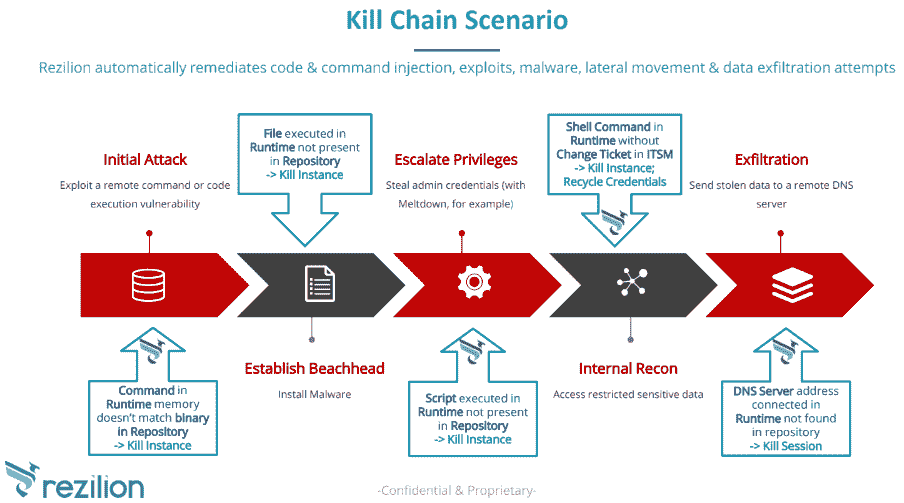 Kill Chain Scenario
Rezilion automatically remediates code & command injection, exploits, malware, lateral movement & data exfiltration attempts
Initial Attack
Exploit a remote command or code
execution vulnerability
File executed in
Runtime not present
in Repository
-> Kill Instance
Escalate Privileges
Steal admin credentials (with
Meltdown, for example)
Shell Command in
Runtime without
Change Ticket in ITSM
-> Kill Instance;
Recycle Credentials
Exfiltration
Send stolen data to a remote DNS
server
Command in
Runtime memory
doesn't match binary
in Repository
-> Kill Instance
Establish Beachhead
Install Malware
Script executed in
Runtime not present
in Repository
-> Kill Instance
Internal Recon
Access restricted sensitive data
DNS Server address
connected in
Runtime not found
in repository
-> Kill Session
rezilion
-Confidential & Proprietary-